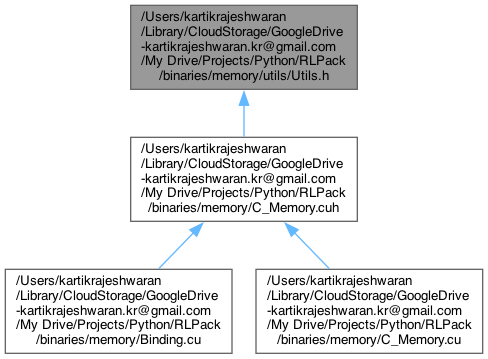 /Users/kartikrajeshwaran
/Library/CloudStorage/GoogleDrive
-kartikrajeshwaran.kr@gmail.com
/My Drive/Projects/Python/RLPack
/binaries/memory/utils/Utils.h
/Users/kartikrajeshwaran
/Library/CloudStorage/GoogleDrive
-kartikrajeshwaran.kr@gmail.com
/My Drive/Projects/Python/RLPack
/binaries/memory/C_Memory.cuh
/Users/kartikrajeshwaran
/Library/CloudStorage/GoogleDrive
-kartikrajeshwaran.kr@gmail.com
/My Drive/Projects/Python/RLPack
/binaries/memory/Binding.cu
/Users/kartikrajeshwaran
/Library/CloudStorage/GoogleDrive
-kartikrajeshwaran.kr@gmail.com
/My Drive/Projects/Python/RLPack
/binaries/memory/C_Memory.cu